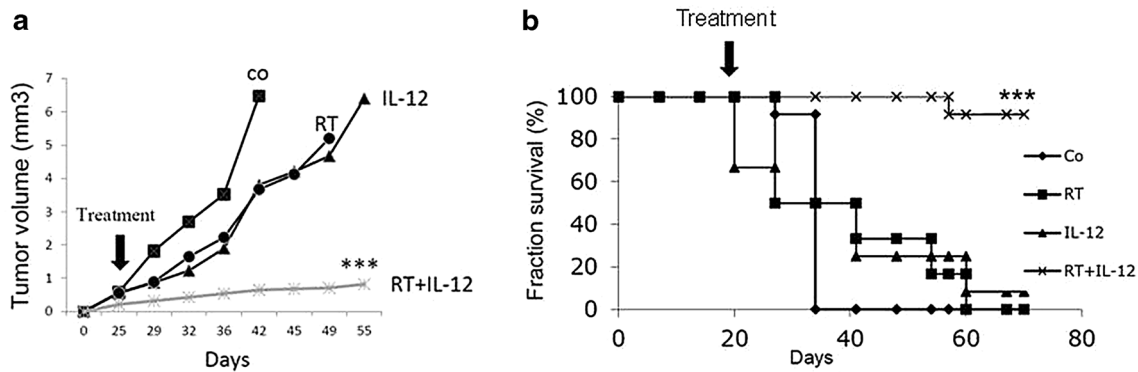 a
Tumor volume (mm3)
7
6
5
4
3
2
1
0
Treatment
co
RT
IL-12
***
RT+IL-12
0 25 29 32 36 42 45 49 55
Days
b
Treatment
Fraction survival (%)
100
80
60
40
20
0
***
Co
RT
IL-12
RT+IL-12
0 20 40 60 80
Days